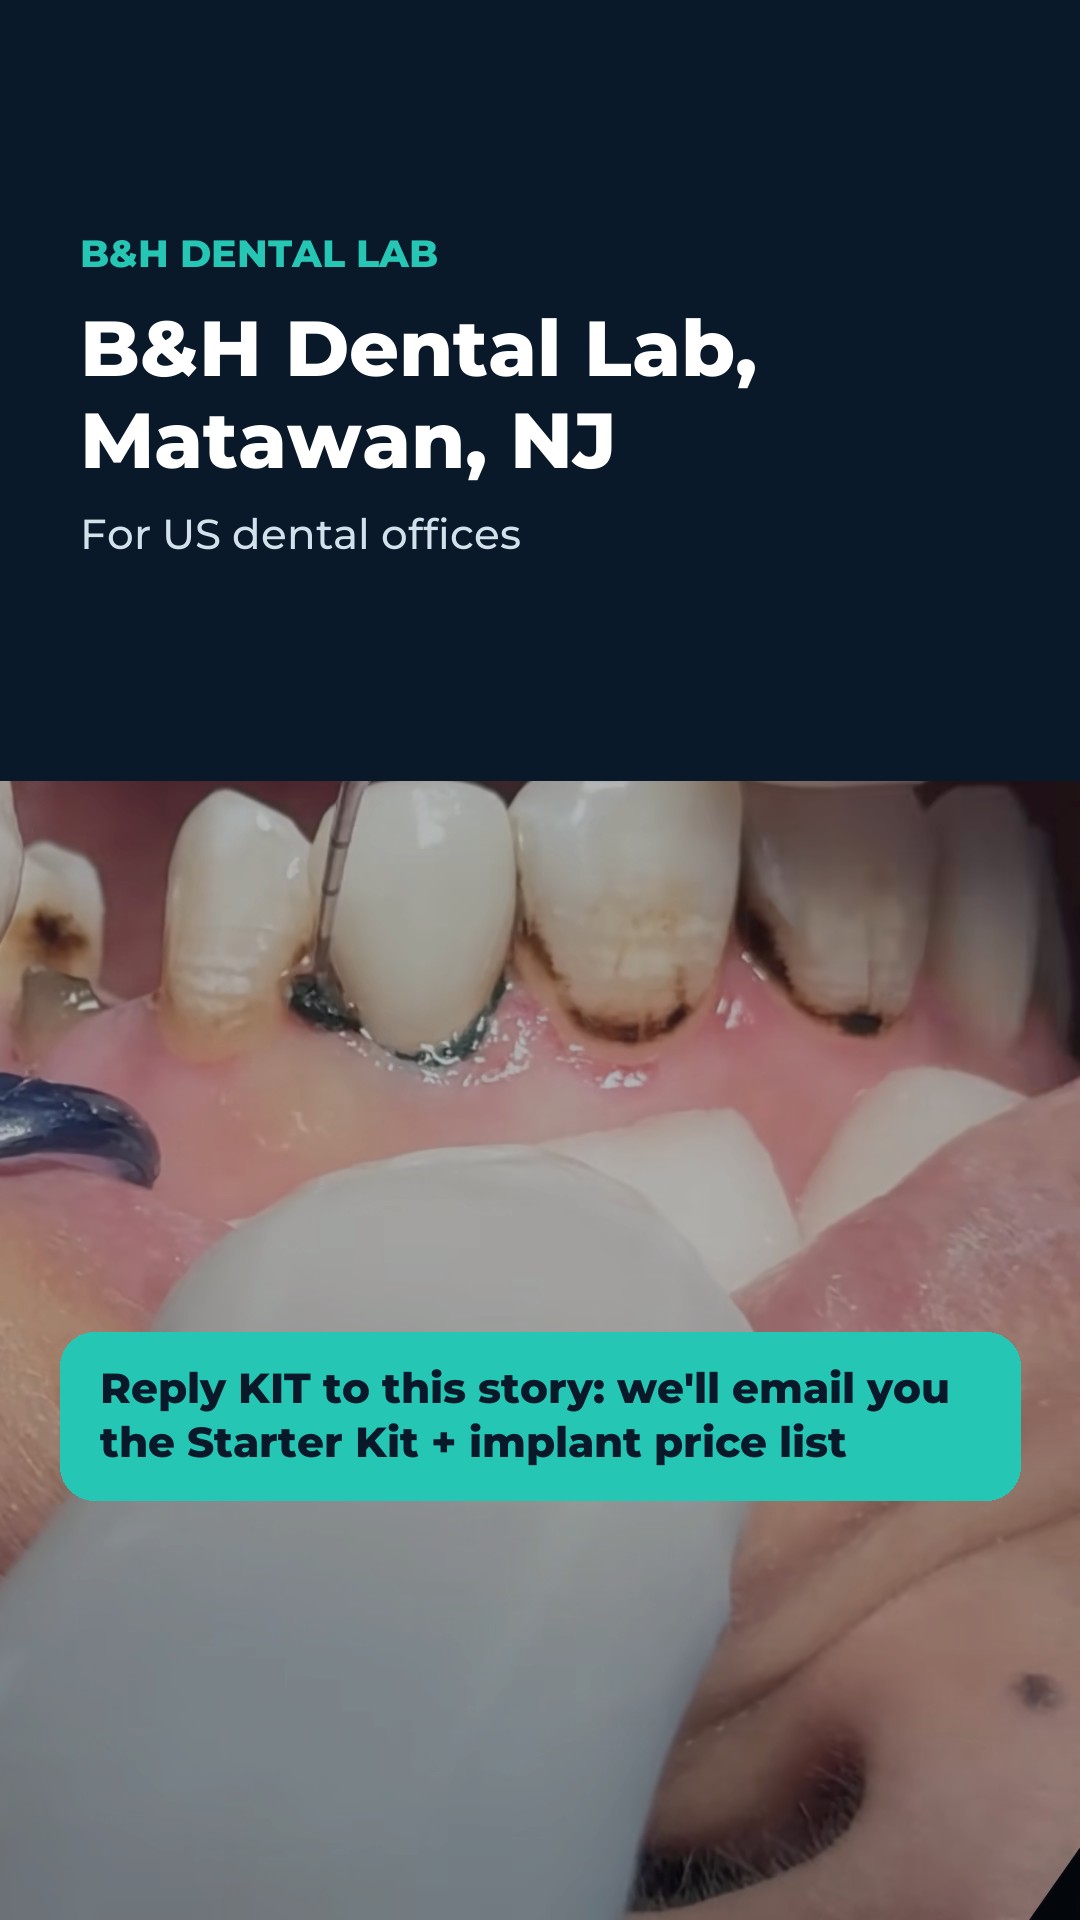 B&H DENTAL LAB
B&H Dental Lab,
Matawan, NJ
For US dental offices
Reply KIT to this story: we'll email you
the Starter Kit + implant price list